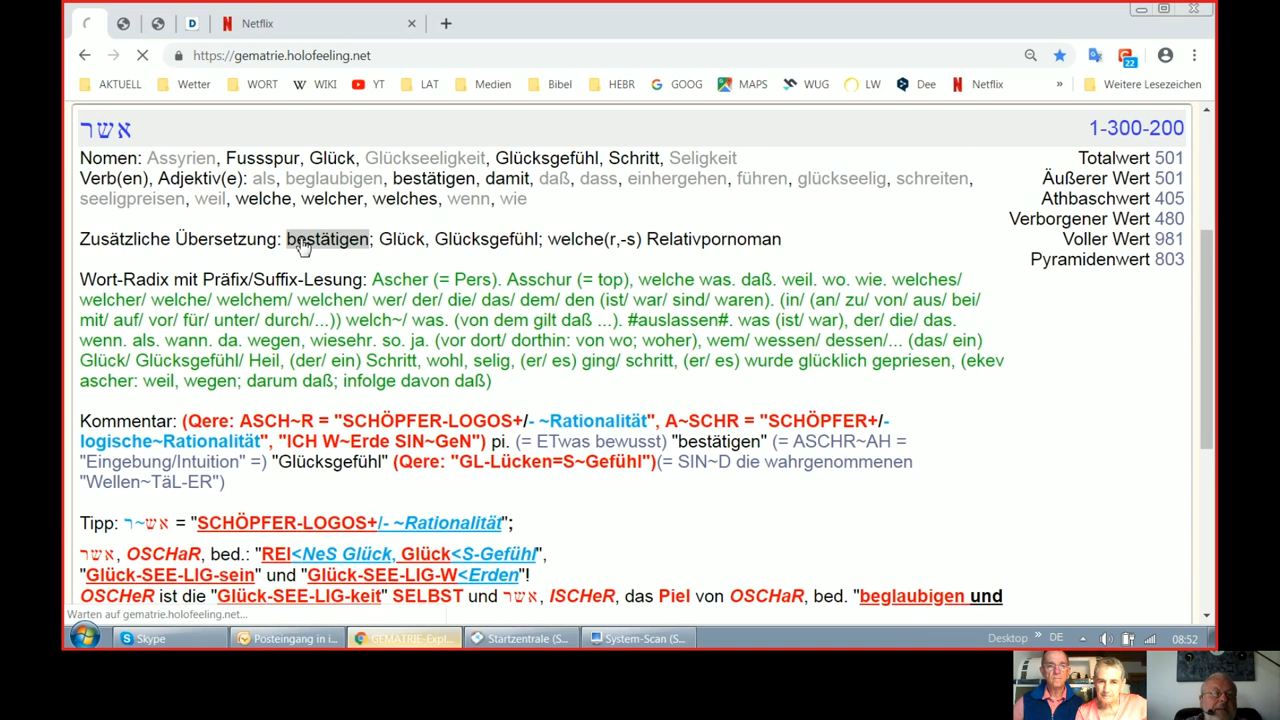 Netflix
https://gematrie.holofeeling.net
22
AKTUELL Wetter WORT WIKI YT LAT Medien Bibel HEBR GOOG MAPS WUG LW Dee Netflix » Weitere Lesezeichen
אשר 1-300-200
Nomen: Assyrien, Fussspur, Glück, Glückseeligkeit, Glücksgefühl, Schritt, Seligkeit Totalwert 501
Verb(en), Adjektiv(e): als, beglaubigen, bestätigen, damit, daß, dass, einhergehen, führen, glückseelig, schreiten, Äußerer Wert 501
seeligpreisen, weil, welche, welcher, welches, wenn, wie Athbaschwert 405
Verborgener Wert 480
Zusätzliche Übersetzung: bestätigen; Glück, Glücksgefühl; welche(r,-s) Relativpornoman Voller Wert 981
Pyramidenwert 803
Wort-Radix mit Präfix/Suffix-Lesung: Ascher (= Pers). Asschur (= top), welche was. daß. weil. wo. wie. welches/
welcher/ welche/ welchem/ welchen/ wer/ der/ die/ das/ dem/ den (ist/ war/ sind/ waren). (in/ (an/ zu/ von/ aus/ bei/
mit/ auf/ vor/ für/ unter/ durch/...)) welch~/ was. (von dem gilt daß ...). #auslassen#. was (ist/ war), der/ die/ das.
wenn. als. wann. da. wegen, wiesehr. so. ja. (vor dort/ dorthin: von wo; woher), wem/ wessen/ dessen/... (das/ ein)
Glück/ Glücksgefühl/ Heil, (der/ ein) Schritt, wohl, selig, (er/ es) ging/ schritt, (er/ es) wurde glücklich gepriesen, (ekev
ascher: weil, wegen; darum daß; infolge davon daß)
Kommentar: (Qere: ASCH~R = "SCHÖPFER-LOGOS+/- ~Rationalität", A~SCHR = "SCHÖPFER+/-
logische~Rationalität", "ICH W~Erde SIN~GeN") pi. (= ETwas bewusst) "bestätigen" (= ASCHR~AH =
"Eingebung/Intuition" =) "Glücksgefühl" (Qere: "GL-Lücken=S~Gefühl")(= SIN~D die wahrgenommenen
"Wellen~TäL-ER")
Tipp: אש~ר = "SCHÖPFER-LOGOS+/- ~Rationalität";
אשר, OSCHaR, bed.: "REI<NeS Glück, Glück<S-Gefühl",
"Glück-SEE-LIG-sein" und "Glück-SEE-LIG-W<Erden"!
OSCHeR ist die "Glück-SEE-LIG-keit" SELBST und אשר, ISCHeR, das Piel von OSCHaR, bed. "beglaubigen und
Warten auf gematrie.holofeeling.net...
Skype Posteingang in i... GEMATRIE-Expl... Startzentrale (S... System-Scan (S... Desktop » DE 08:52